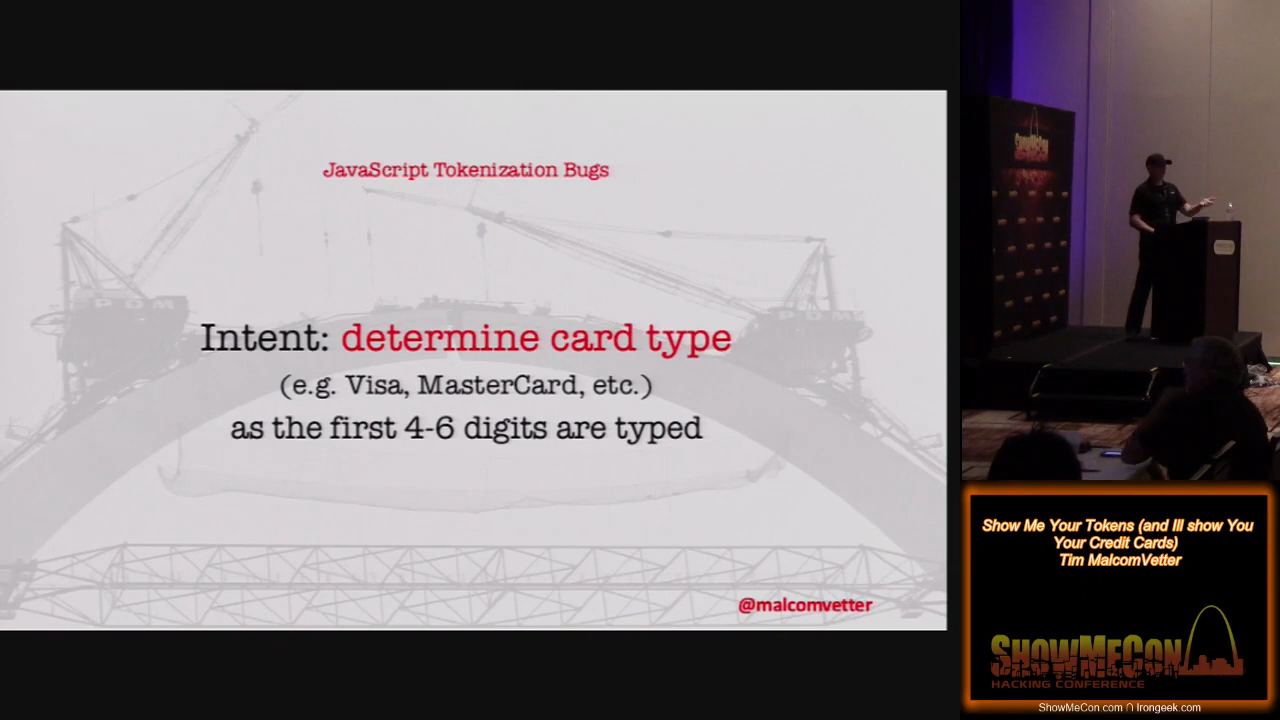 JavaScript Tokenization Bugs
Intent: determine card type
(e.g. Visa, MasterCard, etc.)
as the first 4-6 digits are typed
@malcomvetter
SHOWMECON
Show Me Your Tokens (and Ill show You
Your Credit Cards)
Tim MalcomVetter
SHOWMECON
HACKING CONFERENCE
ShowMeCon.com ∩ Irongeek.com